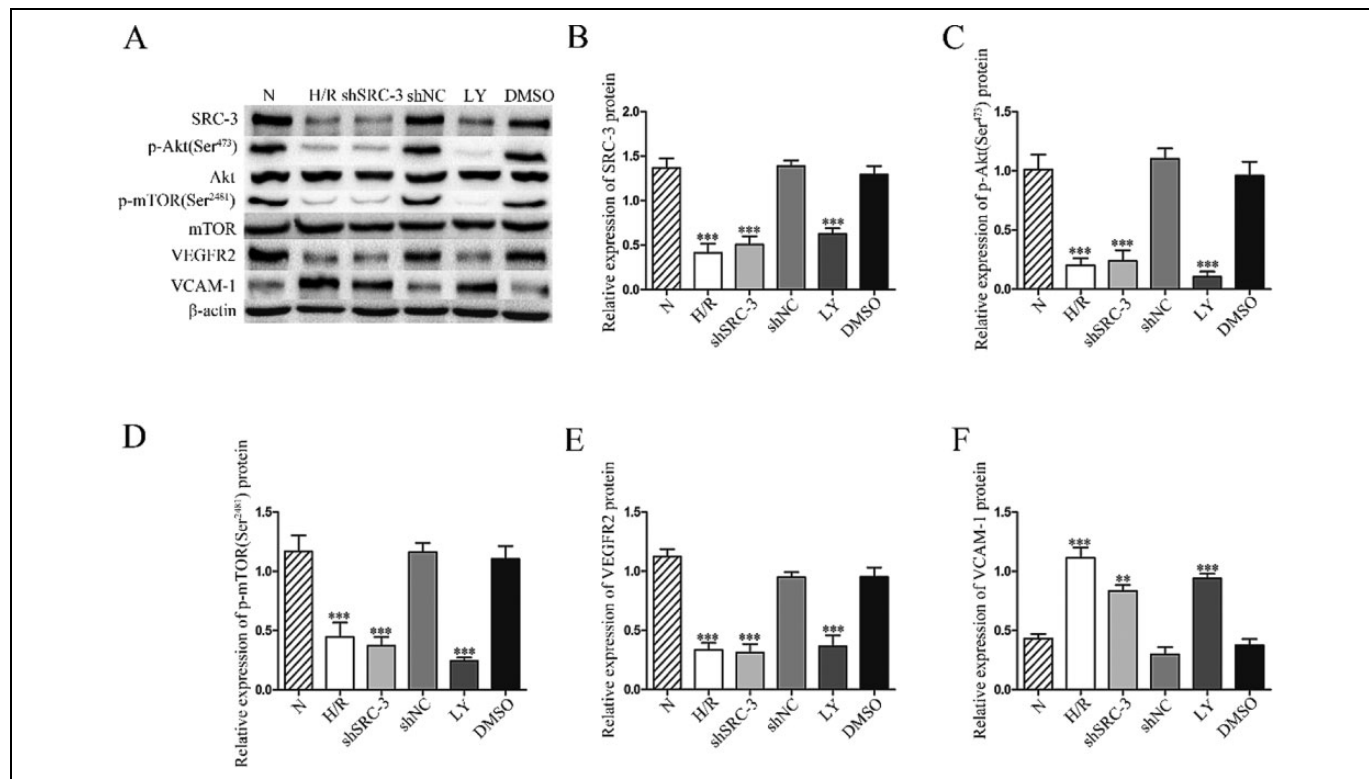 A
N H/R shSRC-3 shNC LY DMSO
SRC-3
p-Akt(Ser⁴⁷³)
Akt
p-mTOR(Ser²⁴⁸¹)
mTOR
VEGFR2
VCAM-1
β-actin
B
Relative expression of SRC-3 protein
2.0
1.5
1.0
0.5
0.0
*** *** ***
N H/R shSRC-3 shNC LY DMSO
C
Relative expression of p-Akt(Ser⁴⁷³) protein
1.5
1.0
0.5
0.0
*** *** ***
N H/R shSRC-3 shNC LY DMSO
D
Relative expression of p-mTOR(Ser²⁴⁸¹) protein
1.5
1.0
0.5
0.0
*** *** ***
N H/R shSRC-3 shNC LY DMSO
E
Relative expression of VEGFR2 protein
1.5
1.0
0.5
0.0
*** *** ***
N H/R shSRC-3 shNC LY DMSO
F
Relative expression of VCAM-1 protein
1.5
1.0
0.5
0.0
*** ** ***
N H/R shSRC-3 shNC LY DMSO